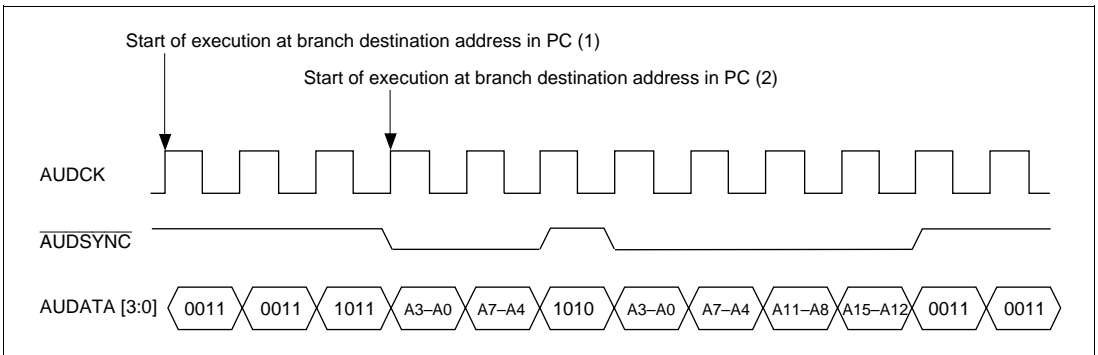 Start of execution at branch destination address in PC (1)
Start of execution at branch destination address in PC (2)
AUDCK
AUDSYNC
AUDATA [3:0] 0011 0011 1011 A3–A0 A7–A4 1010 A3–A0 A7–A4 A11–A8 A15–A12 0011 0011